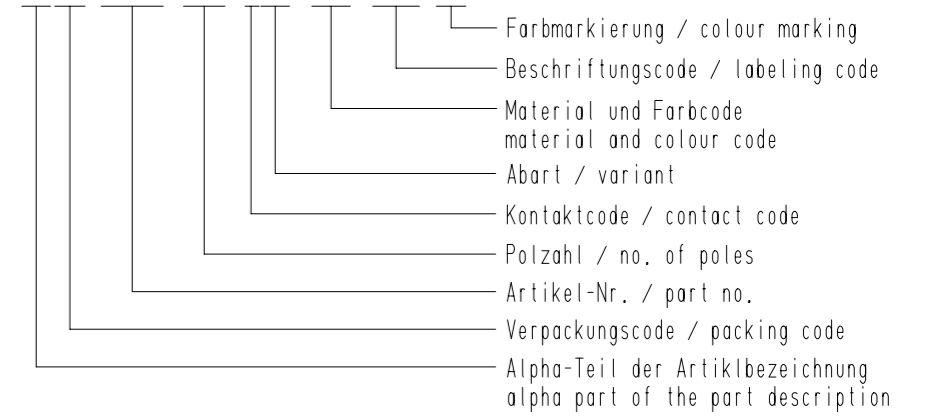 Farbmarkierung / colour marking
Beschriftungscode / labeling code
Material und Farbcode
material and colour code
Abart / variant
Kontaktcode / contact code
Polzahl / no. of poles
Artikel-Nr. / part no.
Verpackungscode / packing code
Alpha-Teil der Artiklbezeichnung
alpha part of the part description